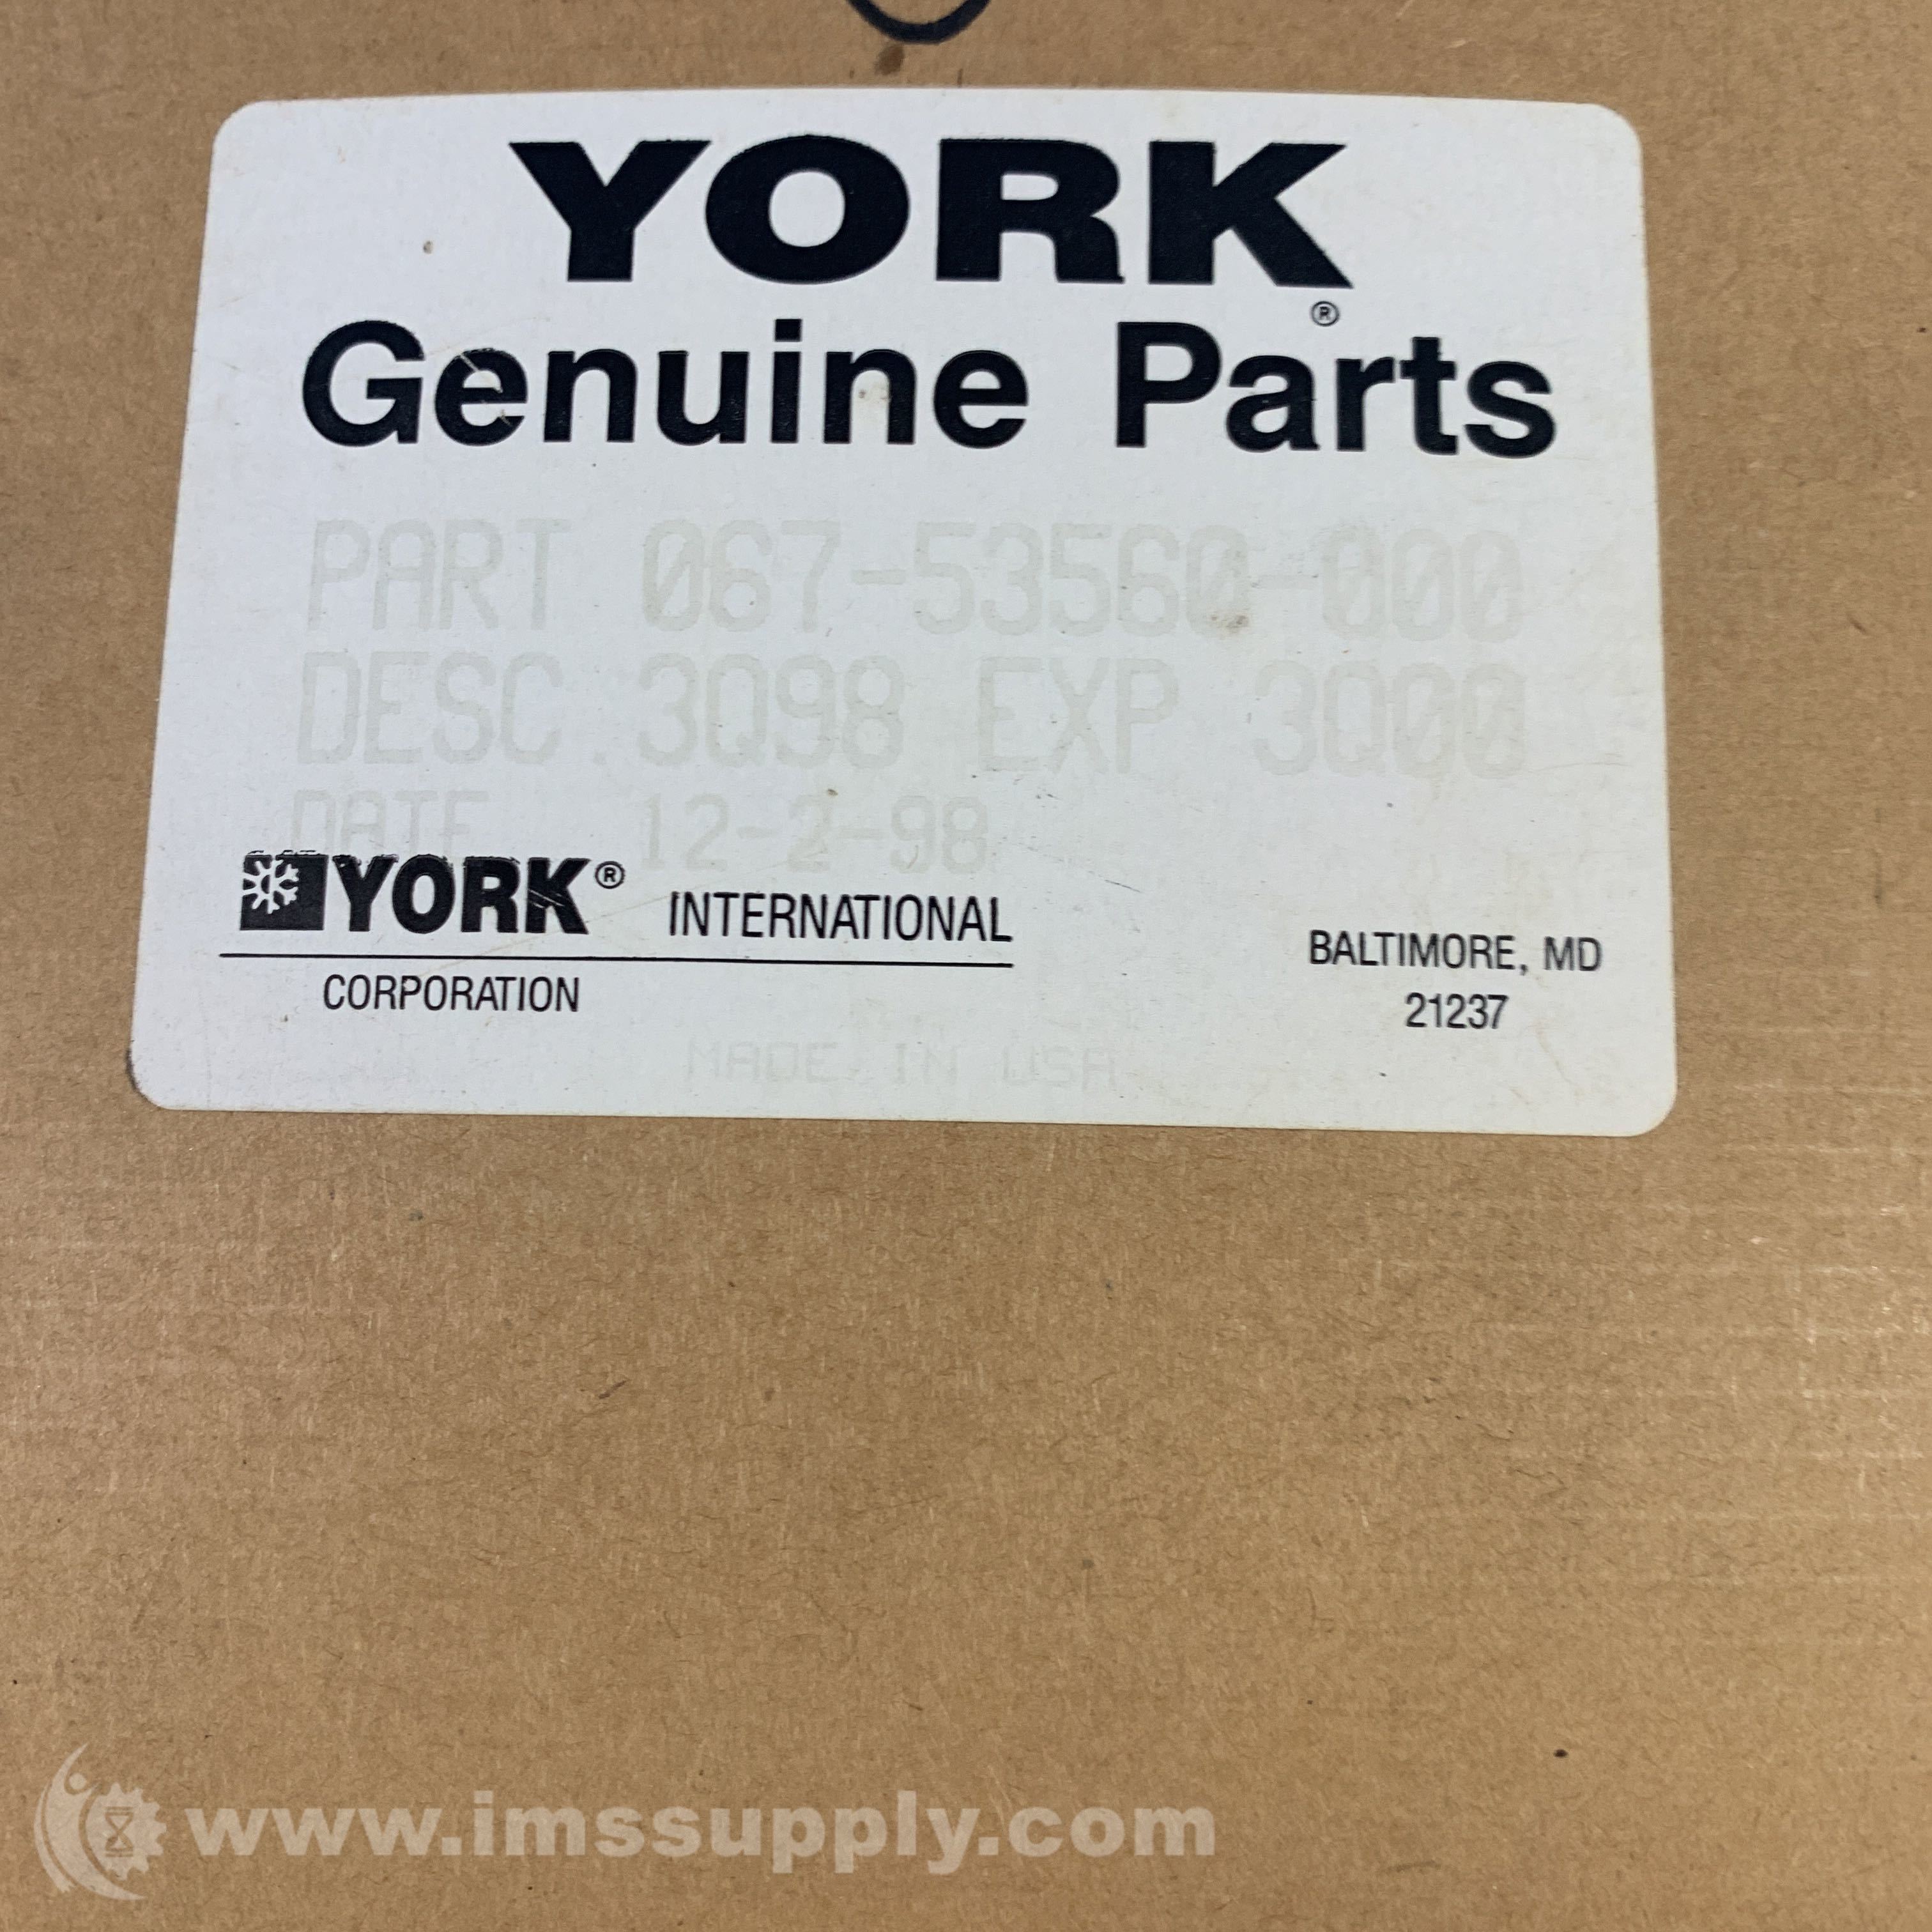 YORK
®
Genuine Parts
PART 067-53560-000
DESC. 3Q98 EXP 3Q00
DATE 12-2-98
YORK® INTERNATIONAL
CORPORATION
BALTIMORE, MD
21237
MADE IN USA
www.imssupply.com